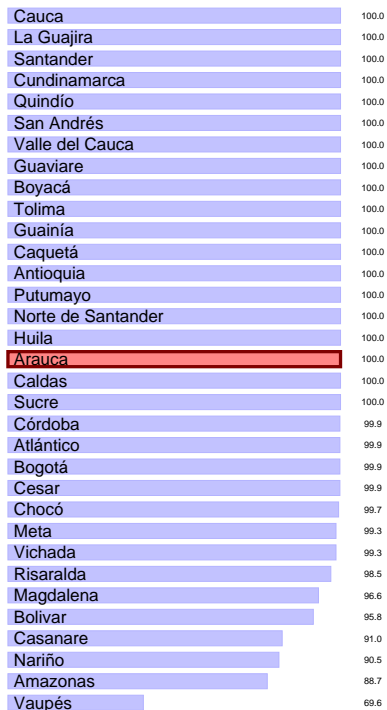 Cauca 100.0
La Guajira 100.0
Santander 100.0
Cundinamarca 100.0
Quindío 100.0
San Andrés 100.0
Valle del Cauca 100.0
Guaviare 100.0
Boyacá 100.0
Tolima 100.0
Guainía 100.0
Caquetá 100.0
Antioquia 100.0
Putumayo 100.0
Norte de Santander 100.0
Huila 100.0
Arauca 100.0
Caldas 100.0
Sucre 100.0
Córdoba 99.9
Atlántico 99.9
Bogotá 99.9
Cesar 99.9
Chocó 99.7
Meta 99.3
Vichada 99.3
Risaralda 98.5
Magdalena 96.6
Bolivar 95.8
Casanare 91.0
Nariño 90.5
Amazonas 88.7
Vaupés 69.6